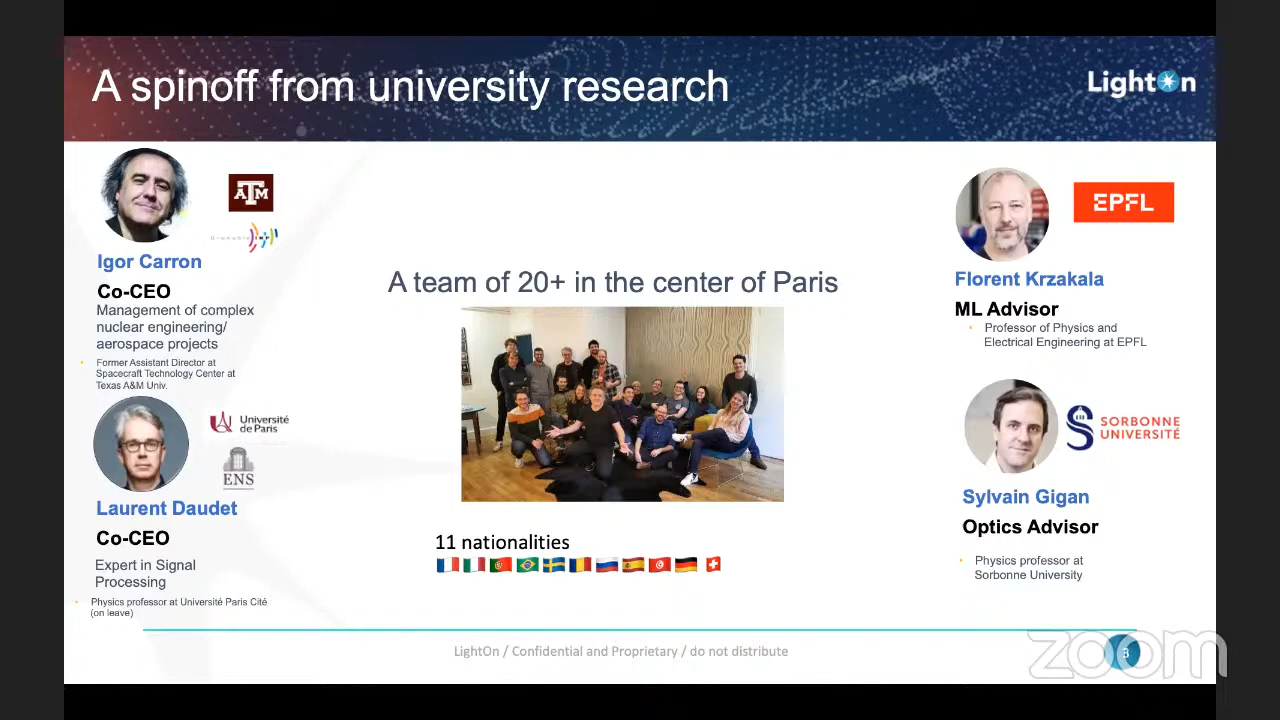 A spinoff from university research
LightOn
ATM
Igor Carron
Co-CEO
Management of complex
nuclear engineering/
aerospace projects
Former Assistant Director at
Spacecraft Technology Center at
Texas A&M Univ.
Université
de Paris
ENS
Laurent Daudet
Co-CEO
Expert in Signal
Processing
Physics professor at Université Paris Cité
(on leave)
A team of 20+ in the center of Paris
11 nationalities
EPFL
Florent Krzakala
ML Advisor
Professor of Physics and
Electrical Engineering at EPFL
SORBONNE
UNIVERSITÉ
Sylvain Gigan
Optics Advisor
Physics professor at
Sorbonne University
LightOn / Confidential and Proprietary / do not distribute
3
zoom